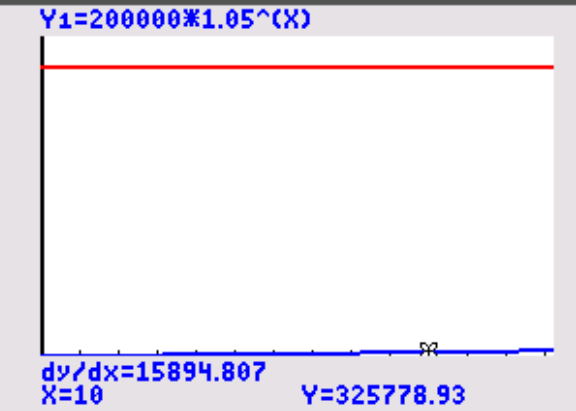 Y₁=200000*1.05^(X)
dy/dx=15894.807
X=10 Y=325778.93